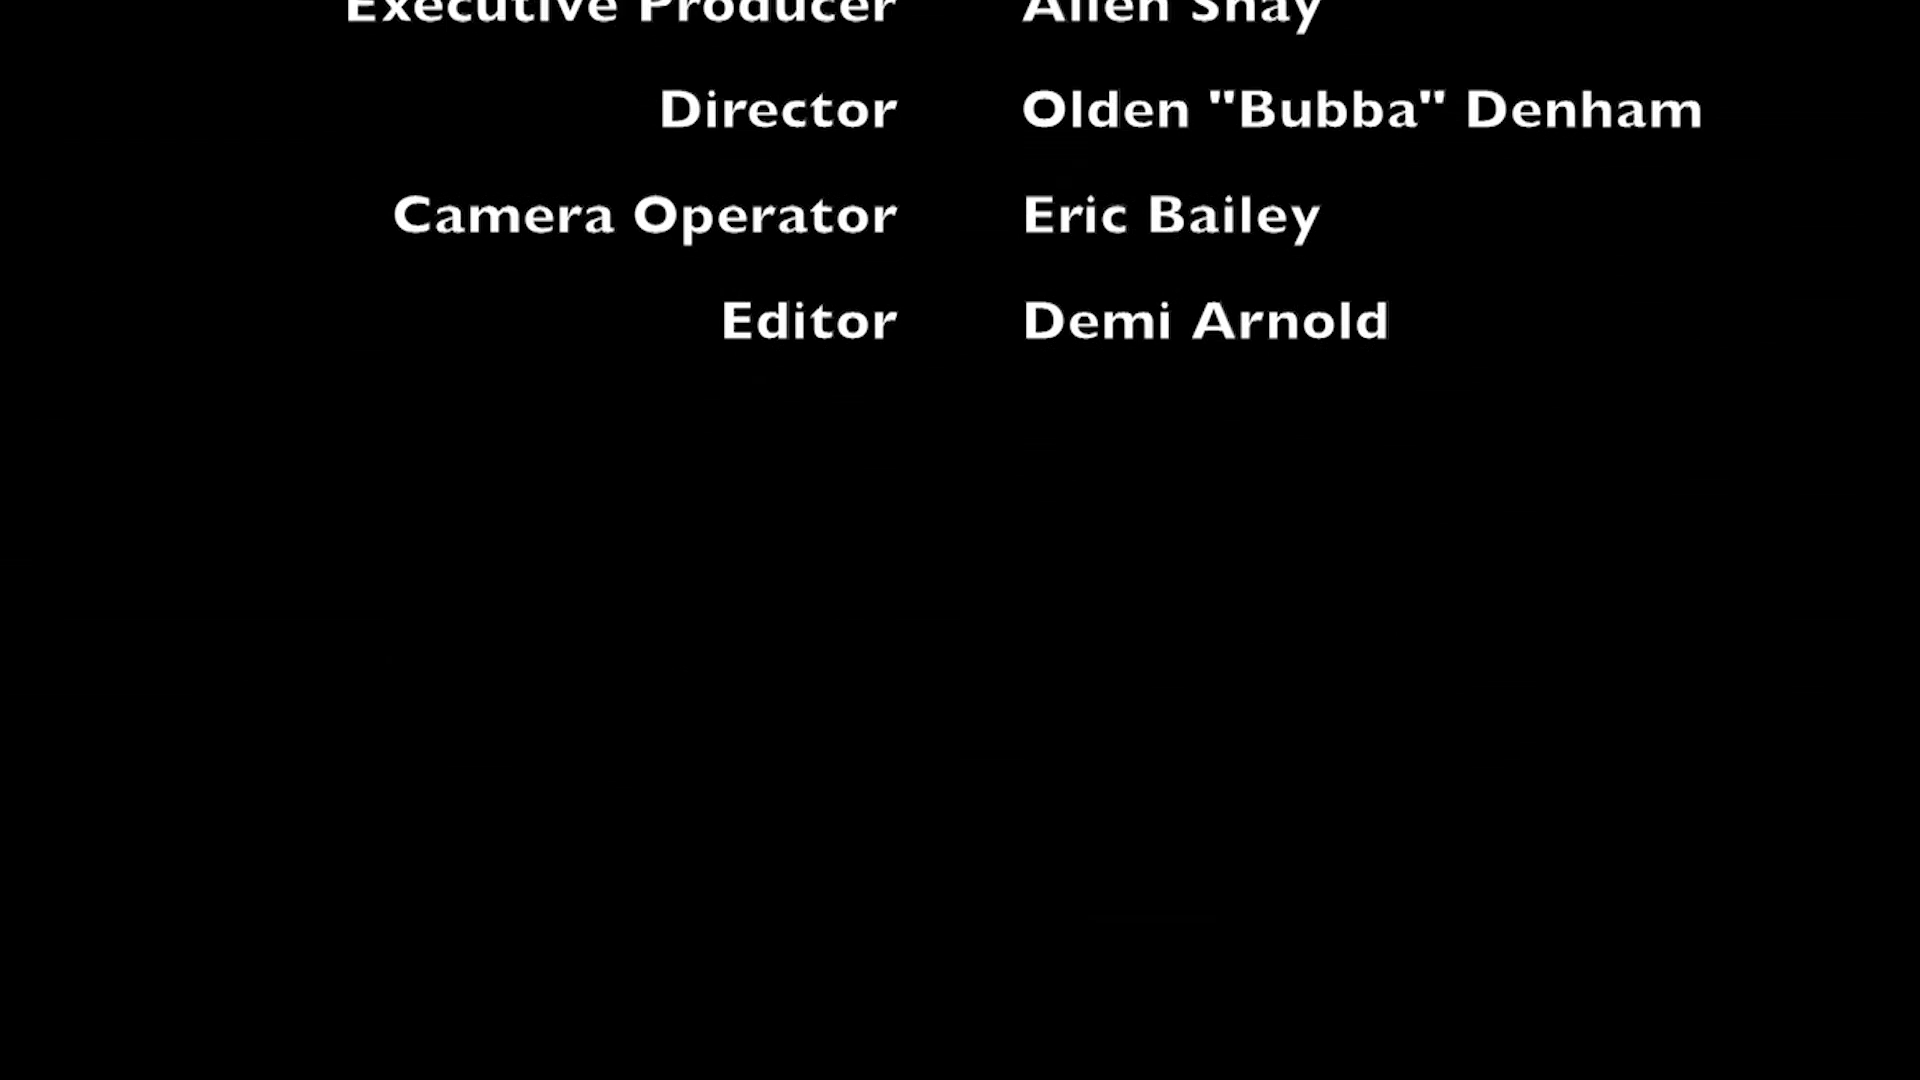 Executive Producer Allen Shay
Director Olden "Bubba" Denham
Camera Operator Eric Bailey
Editor Demi Arnold